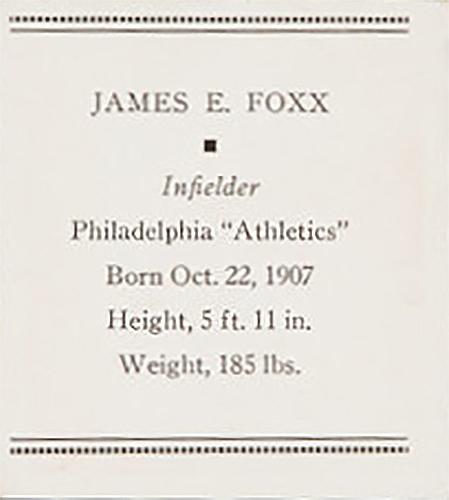 JAMES E. FOXX
Infielder
Philadelphia "Athletics"
Born Oct. 22, 1907
Height, 5 ft. 11 in.
Weight, 185 lbs.